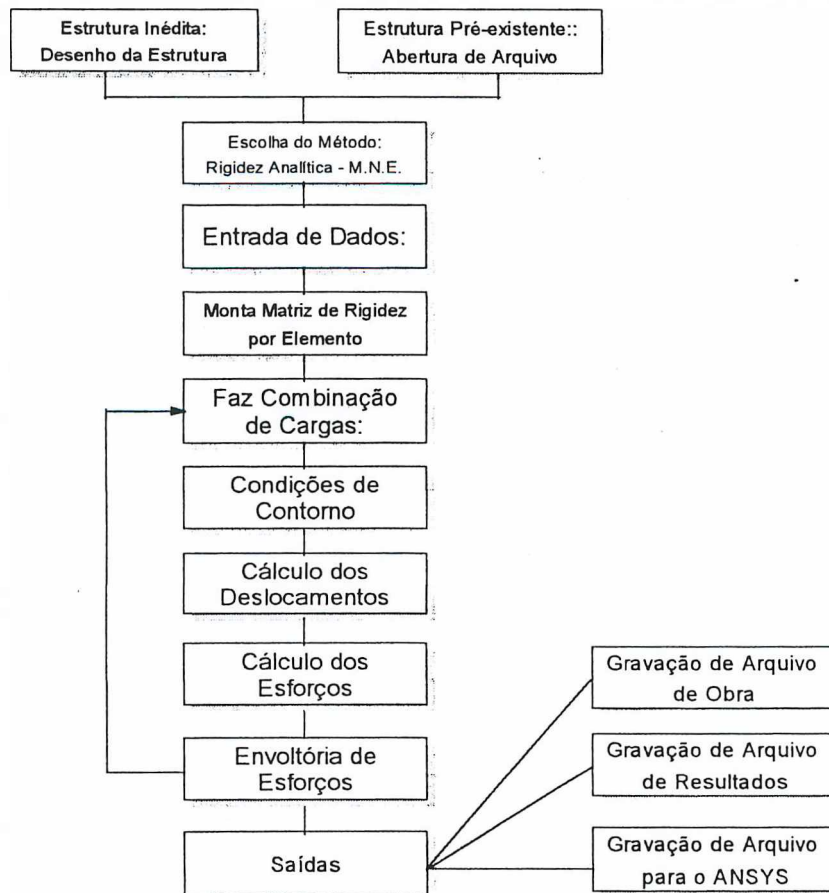 Estrutura Inédita:
Desenho da Estrutura
Estrutura Pré-existente::
Abertura de Arquivo
Escolha do Método:
Rigidez Analítica - M.N.E.
Entrada de Dados:
Monta Matriz de Rigidez
por Elemento
Faz Combinação
de Cargas:
Condições de
Contorno
Cálculo dos
Deslocamentos
Cálculo dos
Esforços
Envoltória de
Esforços
Saídas
Gravação de Arquivo
de Obra
Gravação de Arquivo
de Resultados
Gravação de Arquivo
para o ANSYS